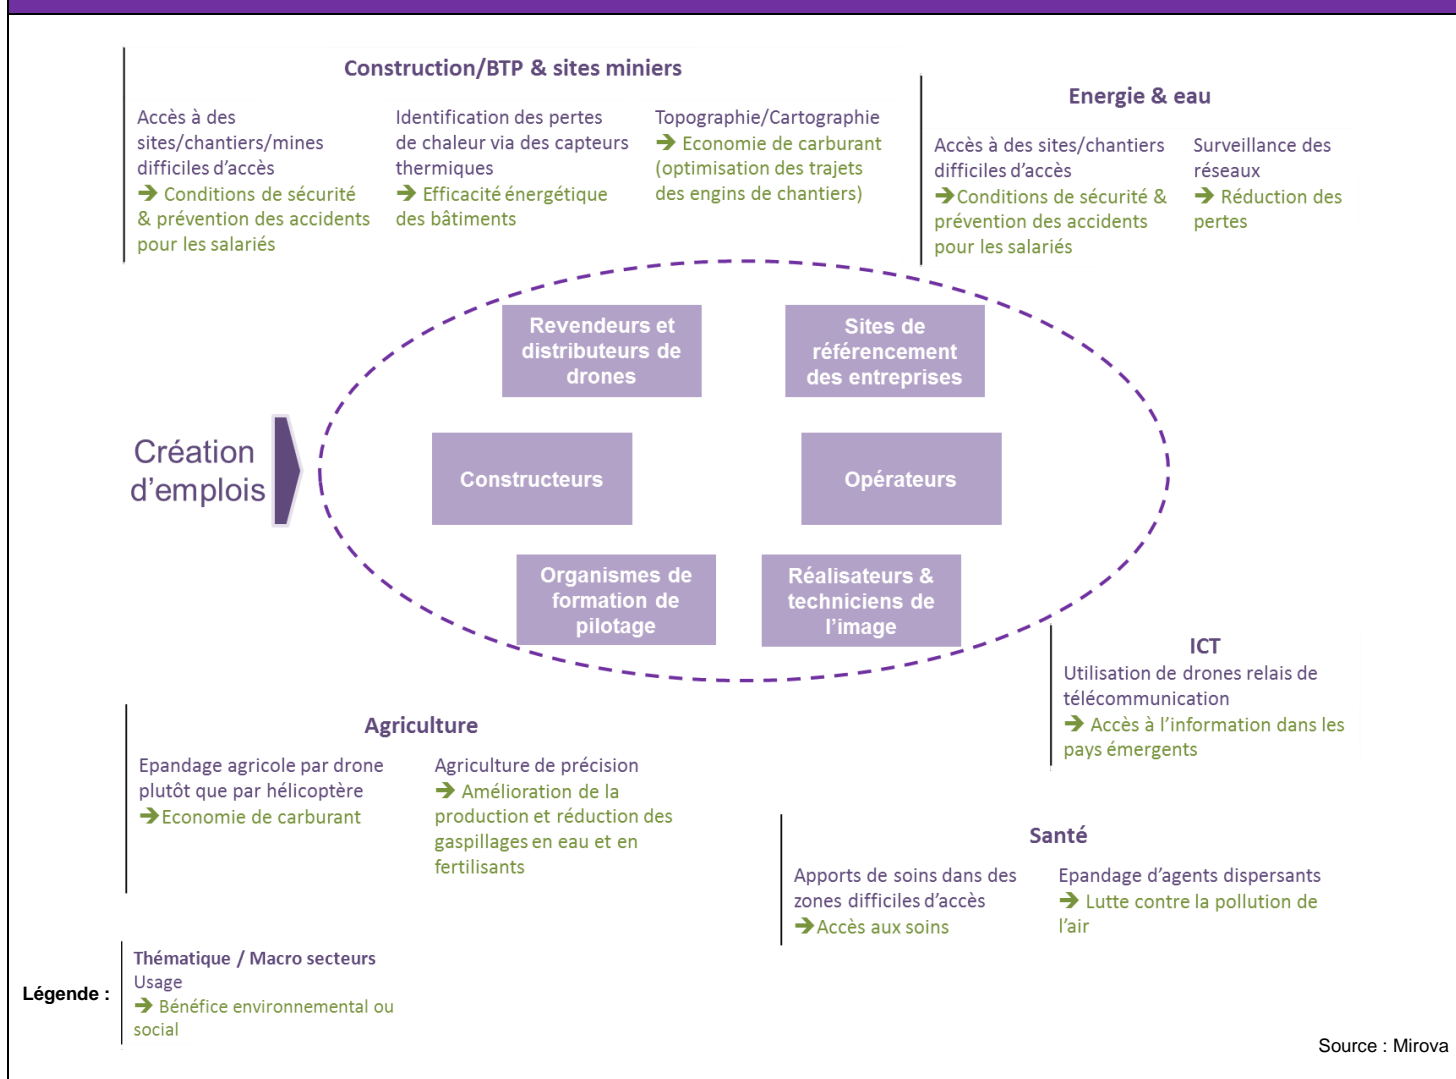 Construction/BTP & sites miniers
Accès à des
sites/chantiers/mines
difficiles d'accès
➔ Conditions de sécurité
& prévention des accidents
pour les salariés
Identification des pertes
de chaleur via des capteurs
thermiques
➔ Efficacité énergétique
des bâtiments
Topographie/Cartographie
➔ Economie de carburant
(optimisation des trajets
des engins de chantiers)
Energie & eau
Accès à des sites/chantiers
difficiles d'accès
➔Conditions de sécurité &
prévention des accidents
pour les salariés
Surveillance des
réseaux
➔ Réduction des
pertes
Revendeurs et
distributeurs de
drones
Sites de
référencement
des entreprises
Création
d'emplois
Constructeurs
Opérateurs
Organismes de
formation de
pilotage
Réalisateurs &
techniciens de
l'image
ICT
Utilisation de drones relais de
télécommunication
➔ Accès à l'information dans les
pays émergents
Agriculture
Epandage agricole par drone
plutôt que par hélicoptère
➔Economie de carburant
Agriculture de précision
➔ Amélioration de la
production et réduction des
gaspillages en eau et en
fertilisants
Santé
Apports de soins dans des
zones difficiles d'accès
➔Accès aux soins
Epandage d'agents dispersants
➔ Lutte contre la pollution de
l'air
Légende :
Thématique / Macro secteurs
Usage
➔ Bénéfice environnemental ou
social
Source : Mirova